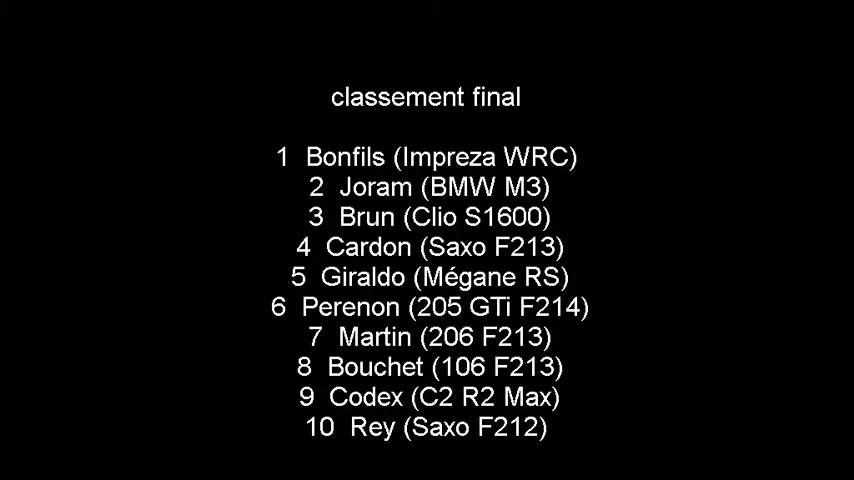 classement final
1 Bonfils (Impreza WRC)
2 Joram (BMW M3)
3 Brun (Clio S1600)
4 Cardon (Saxo F213)
5 Giraldo (Mégane RS)
6 Perenon (205 GTi F214)
7 Martin (206 F213)
8 Bouchet (106 F213)
9 Codex (C2 R2 Max)
10 Rey (Saxo F212)